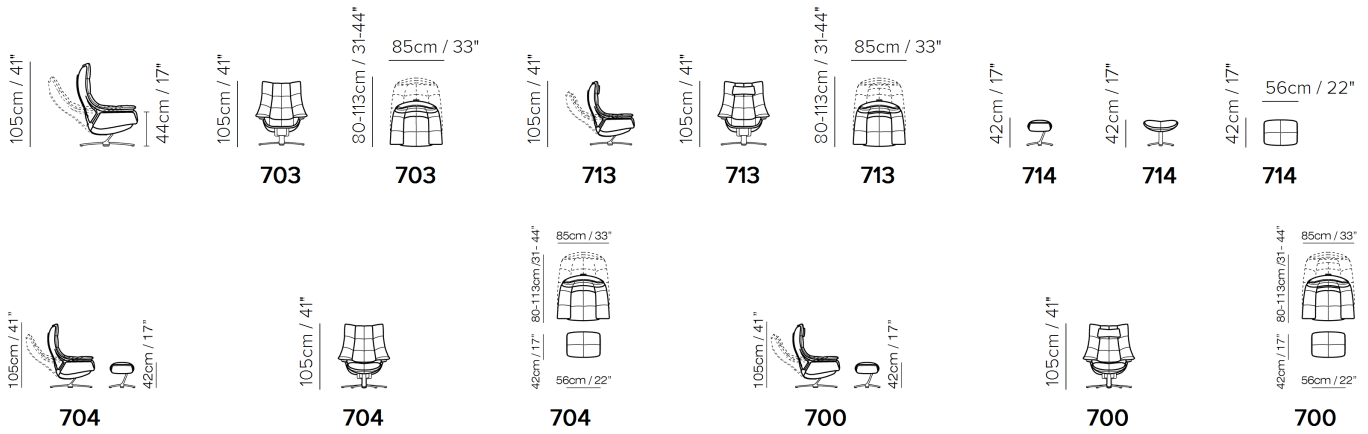 105cm / 41"
44cm / 17"
105cm / 41"
703
80-113cm / 31-44"
85cm / 33"
703
105cm / 41"
713
105cm / 41"
713
80-113cm / 31-44"
85cm / 33"
713
42cm / 17"
714
42cm / 17"
714
42cm / 17"
56cm / 22"
714
105cm / 41"
42cm / 17"
704
105cm / 41"
704
85cm / 33"
80-113cm /31- 44"
42cm / 17"
56cm / 22"
704
105cm / 41"
42cm / 17"
700
105cm / 41"
700
85cm / 33"
80-113cm /31- 44"
42cm / 17"
56cm / 22"
700